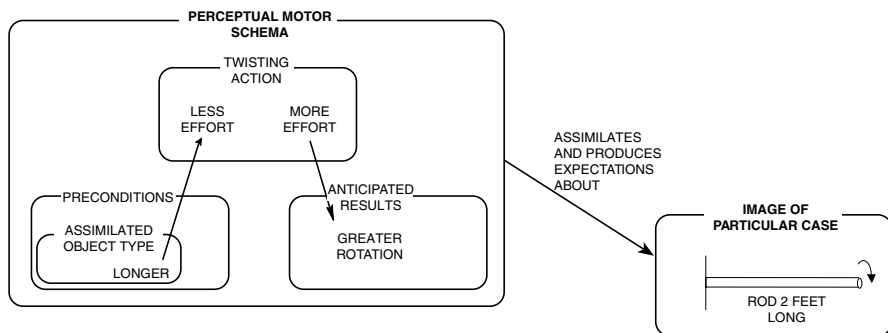 PERCEPTUAL MOTOR
SCHEMA
TWISTING
ACTION
LESS
EFFORT
MORE
EFFORT
PRECONDITIONS
ASSIMILATED
OBJECT TYPE
LONGER
ANTICIPATED
RESULTS
GREATER
ROTATION
ASSIMILATES
AND PRODUCES
EXPECTATIONS
ABOUT
IMAGE OF
PARTICULAR CASE
ROD 2 FEET
LONG